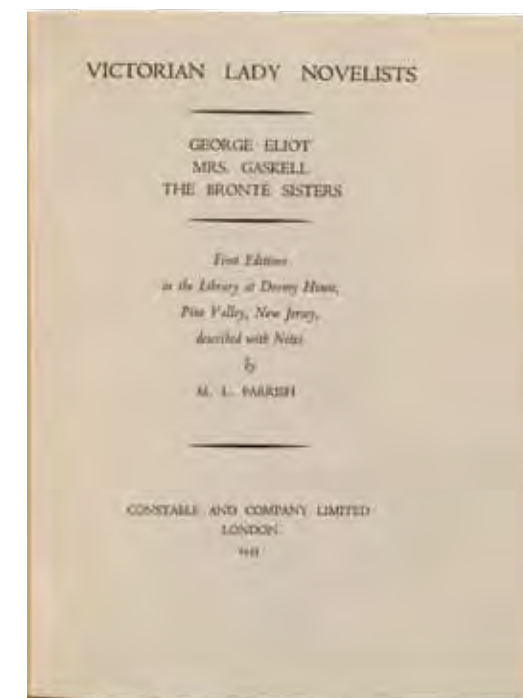 VICTORIAN LADY NOVELISTS
GEORGE ELIOT
MRS. GASKELL
THE BRONTË SISTERS
First Editions
in the Library at Dormy House,
Pine Valley, New Jersey,
described with Notes
by
M. L. PARRISH
CONSTABLE AND COMPANY LIMITED
LONDON